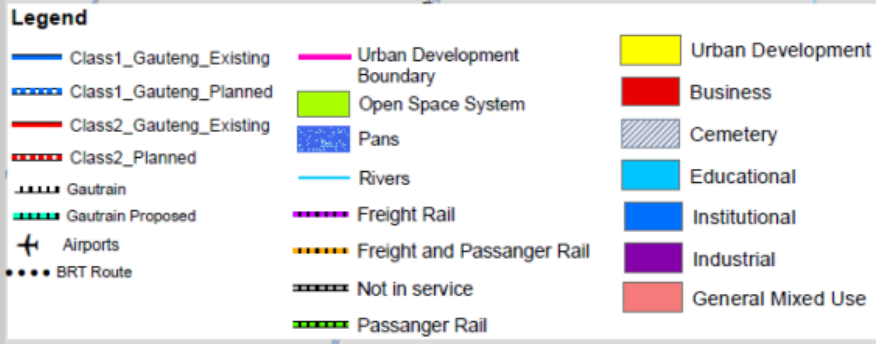 Legend
Class1_Gauteng_Existing
Class1_Gauteng_Planned
Class2_Gauteng_Existing
Class2_Planned
Gautrain
Gautrain Proposed
Airports
BRT Route
Urban Development
Boundary
Open Space System
Pans
Rivers
Freight Rail
Freight and Passanger Rail
Not in service
Passanger Rail
Urban Development
Business
Cemetery
Educational
Institutional
Industrial
General Mixed Use